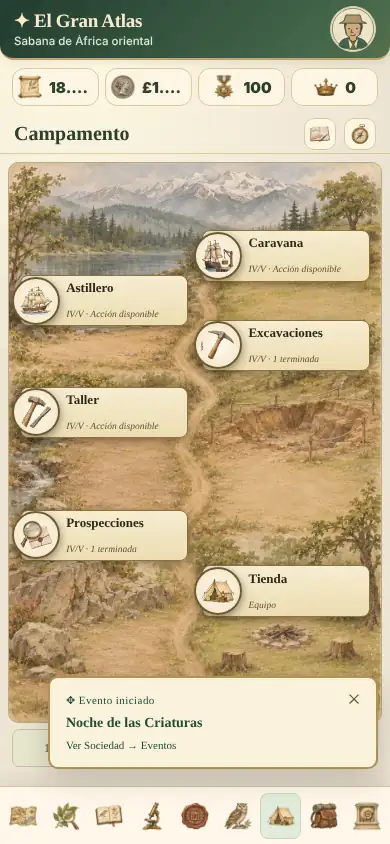 ✦ El Gran Atlas
Sabana de África oriental
18.…
£1.…
100
0
Campamento
Caravana
IV/V · Acción disponible
Astillero
IV/V · Acción disponible
Excavaciones
IV/V · 1 terminada
Taller
IV/V · Acción disponible
Prospecciones
IV/V · 1 terminada
Tienda
Equipo
✥ Evento iniciado
Noche de las Criaturas
Ver Sociedad → Eventos